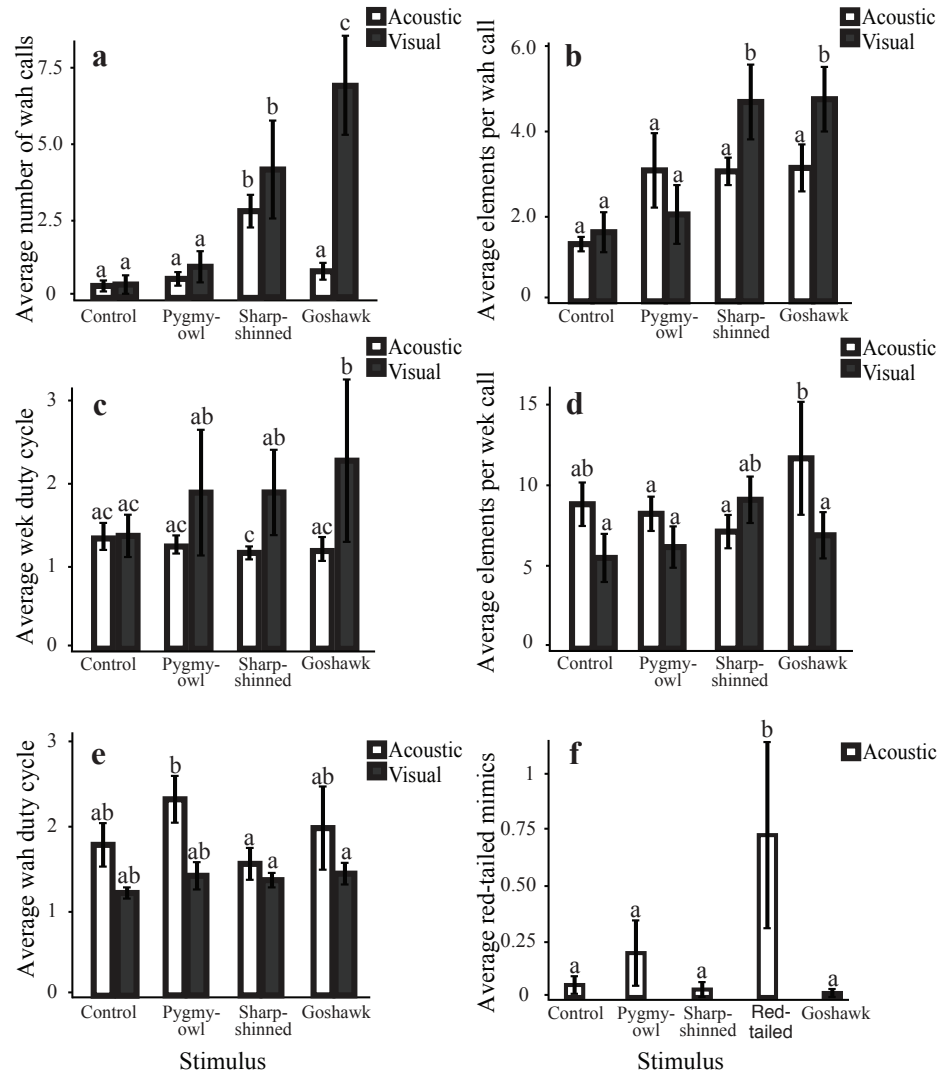 Acoustic
Visual
a
Average number of wah calls
7.5
5.0
2.5
0
a
a
a
a
b
b
a
c
Control
Pygmy-
owl
Sharp-
shinned
Goshawk
Acoustic
Visual
b
Average elements per wah call
6.0
4.0
2.0
0
a
a
a
a
a
b
a
b
Control
Pygmy-
owl
Sharp-
shinned
Goshawk
Acoustic
Visual
c
Average wek duty cycle
3
2
1
0
ac
ac
ac
ab
c
ab
ac
b
Control
Pygmy-
owl
Sharp-
shinned
Goshawk
Acoustic
Visual
d
Average elements per wek call
15
10
5
0
ab
a
a
a
a
ab
b
a
Control
Pygmy-
owl
Sharp-
shinned
Goshawk
Acoustic
Visual
e
Average wah duty cycle
3
2
1
0
ab
ab
b
ab
a
a
ab
a
Control
Pygmy-
owl
Sharp-
shinned
Goshawk
Stimulus
Acoustic
f
Average red-tailed mimics
1
0.75
0.50
0.25
0
a
a
a
b
a
Control
Pygmy-
owl
Sharp-
shinned
Red-
tailed
Goshawk
Stimulus